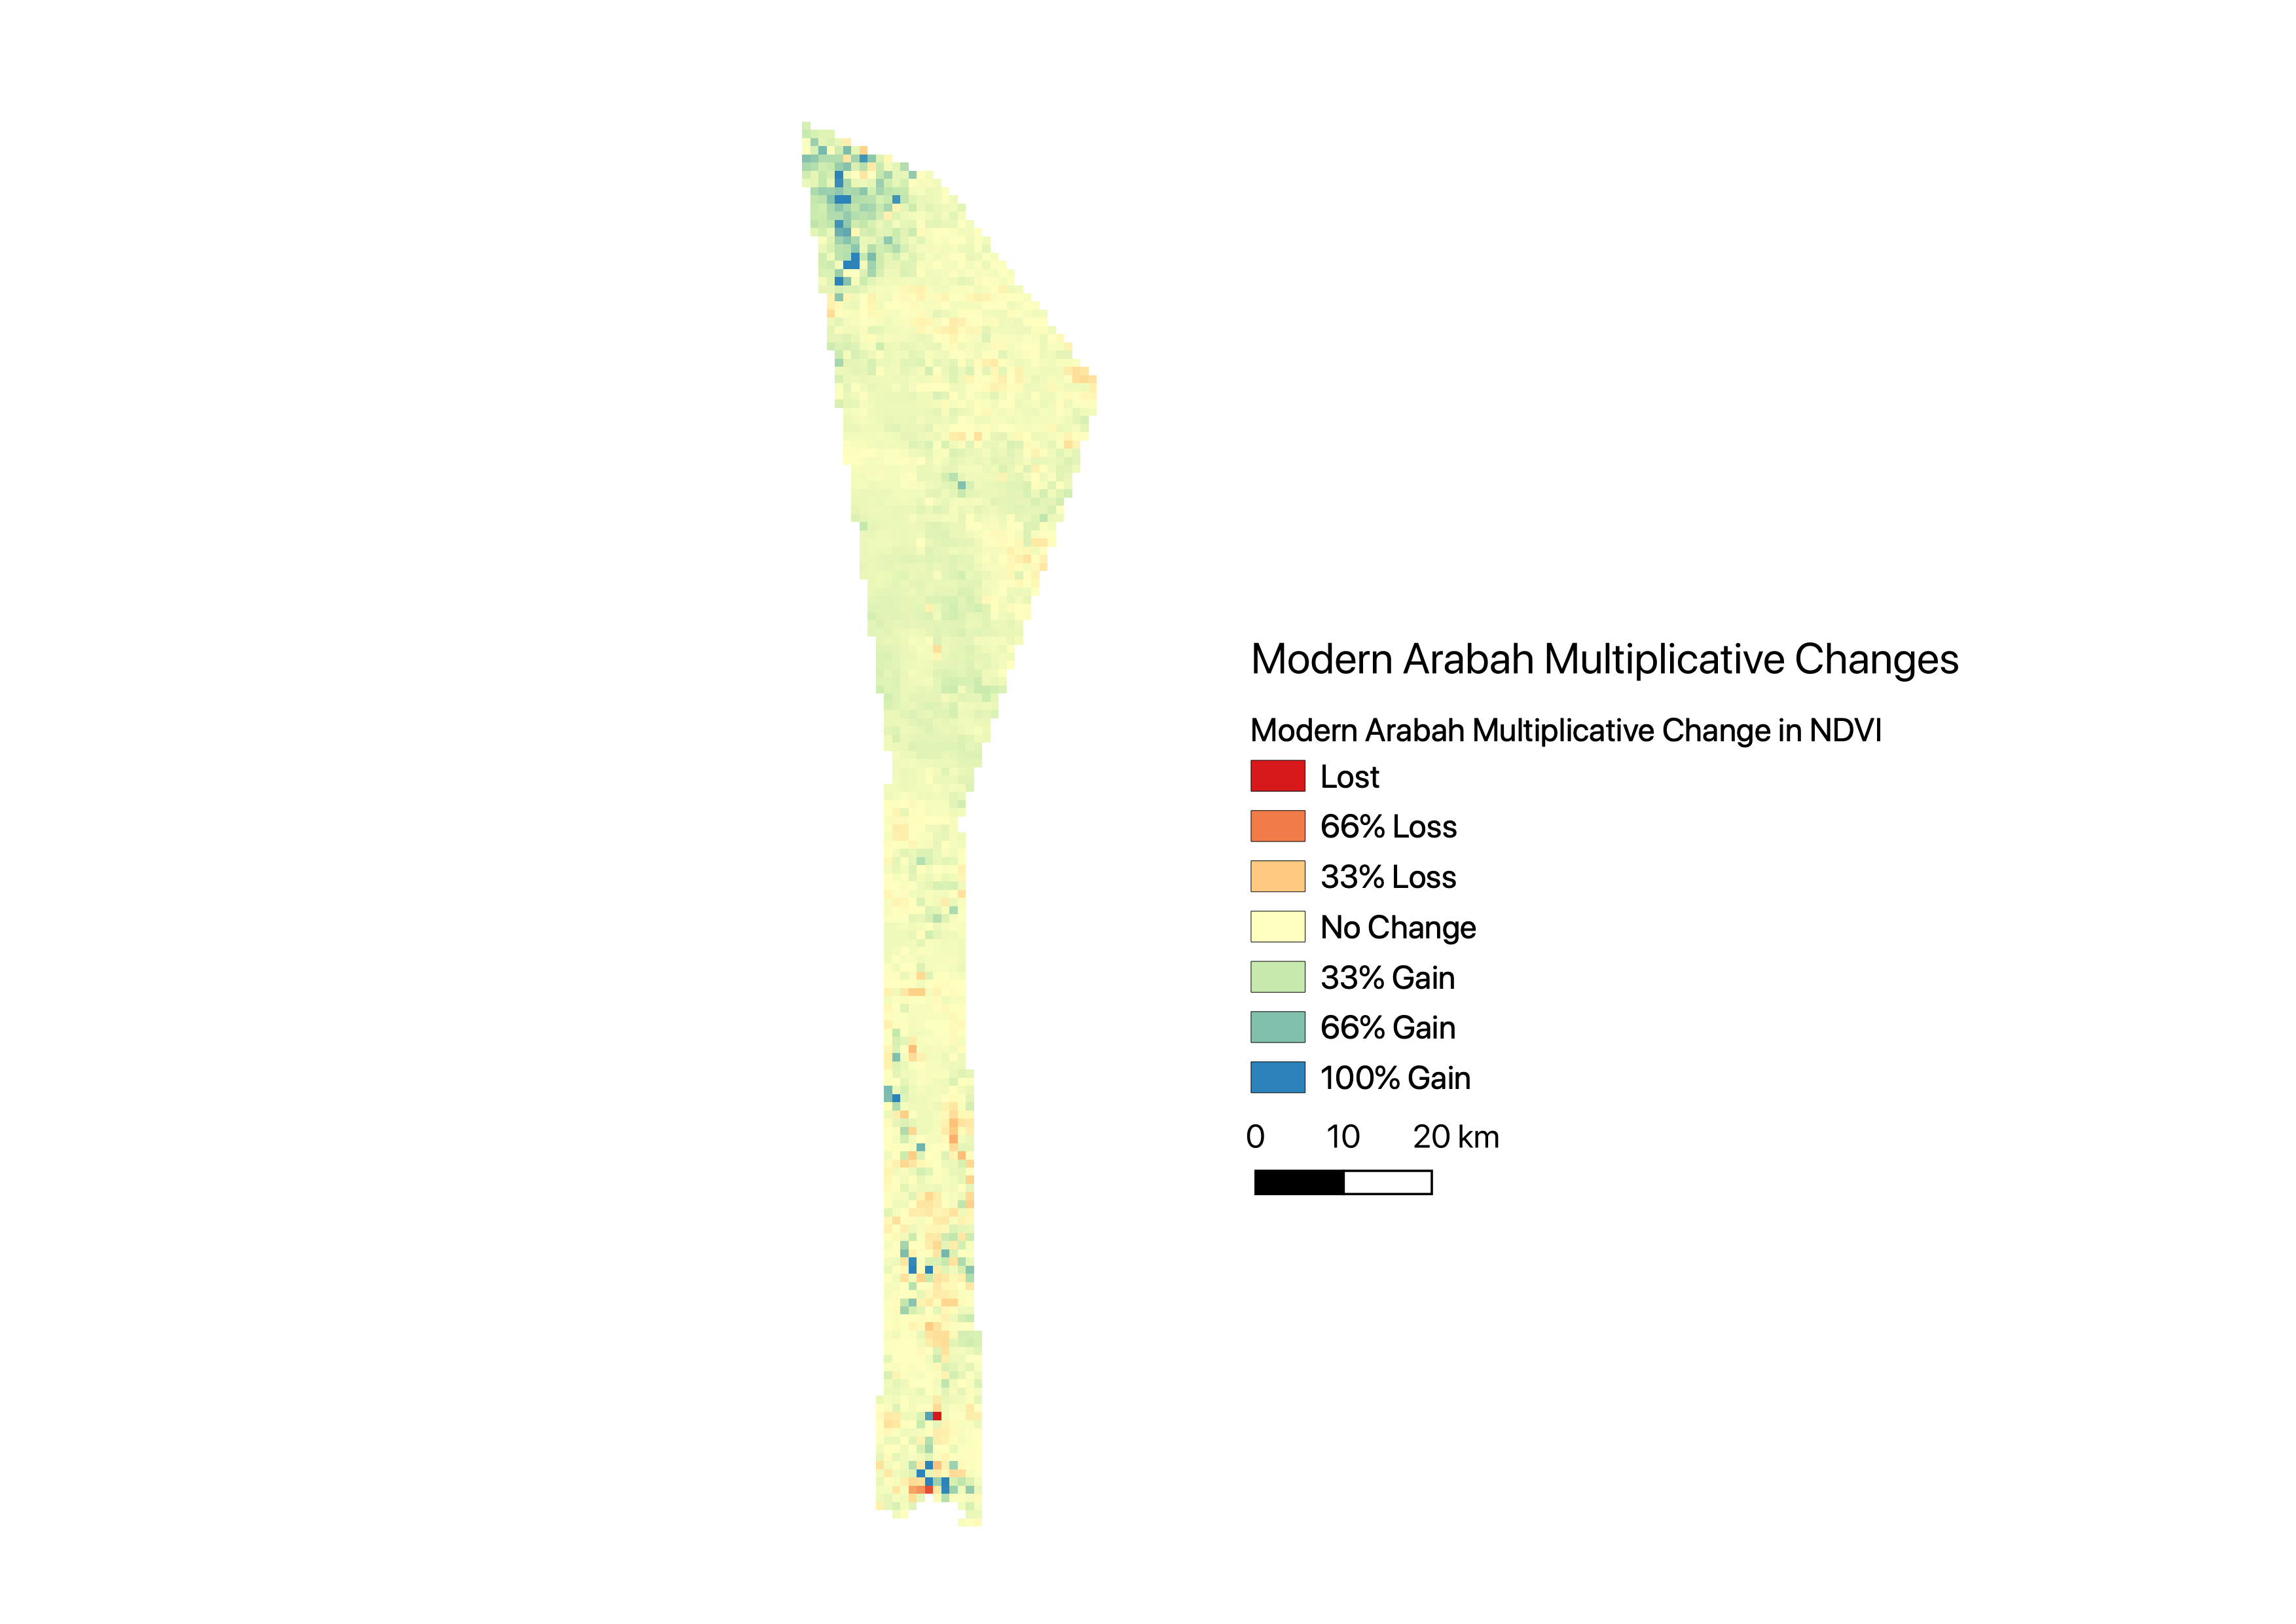 Modern Arabah Multiplicative Changes
Modern Arabah Multiplicative Change in NDVI
Lost
66% Loss
33% Loss
No Change
33% Gain
66% Gain
100% Gain
0 10 20 km